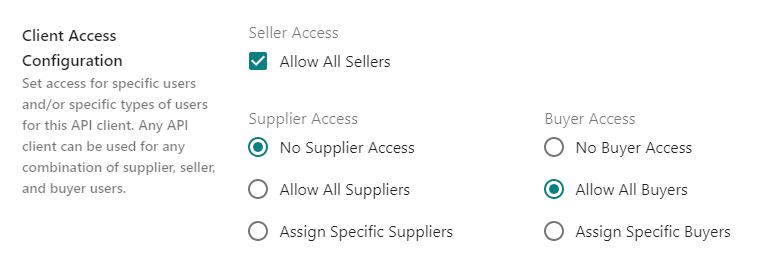 Client Access
Configuration
Set access for specific users
and/or specific types of users
for this API client. Any API
client can be used for any
combination of supplier, seller,
and buyer users.
Seller Access
Allow All Sellers
Supplier Access
No Supplier Access
Allow All Suppliers
Assign Specific Suppliers
Buyer Access
No Buyer Access
Allow All Buyers
Assign Specific Buyers